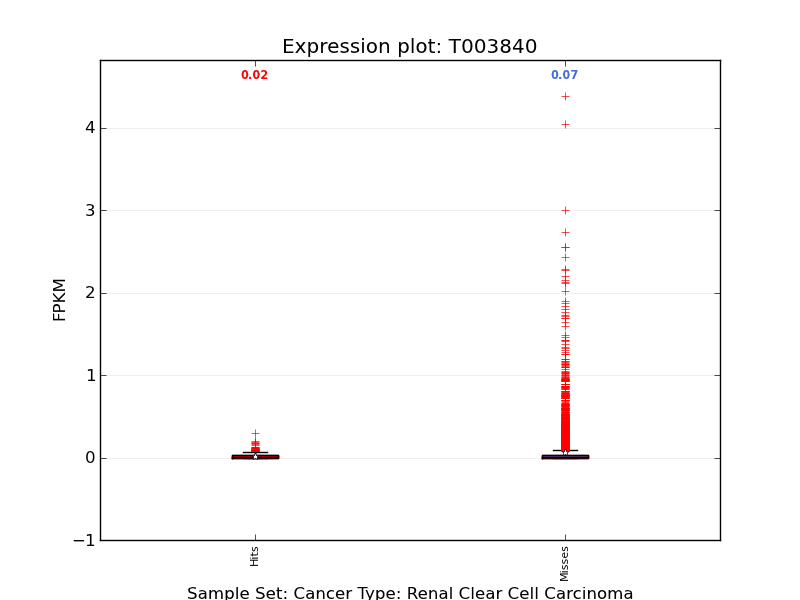 Expression plot: T003840
0.02
0.07
4
3
2
1
0
−1
FPKM
Hits
Misses
Sample Set: Cancer Type: Renal Clear Cell Carcinoma